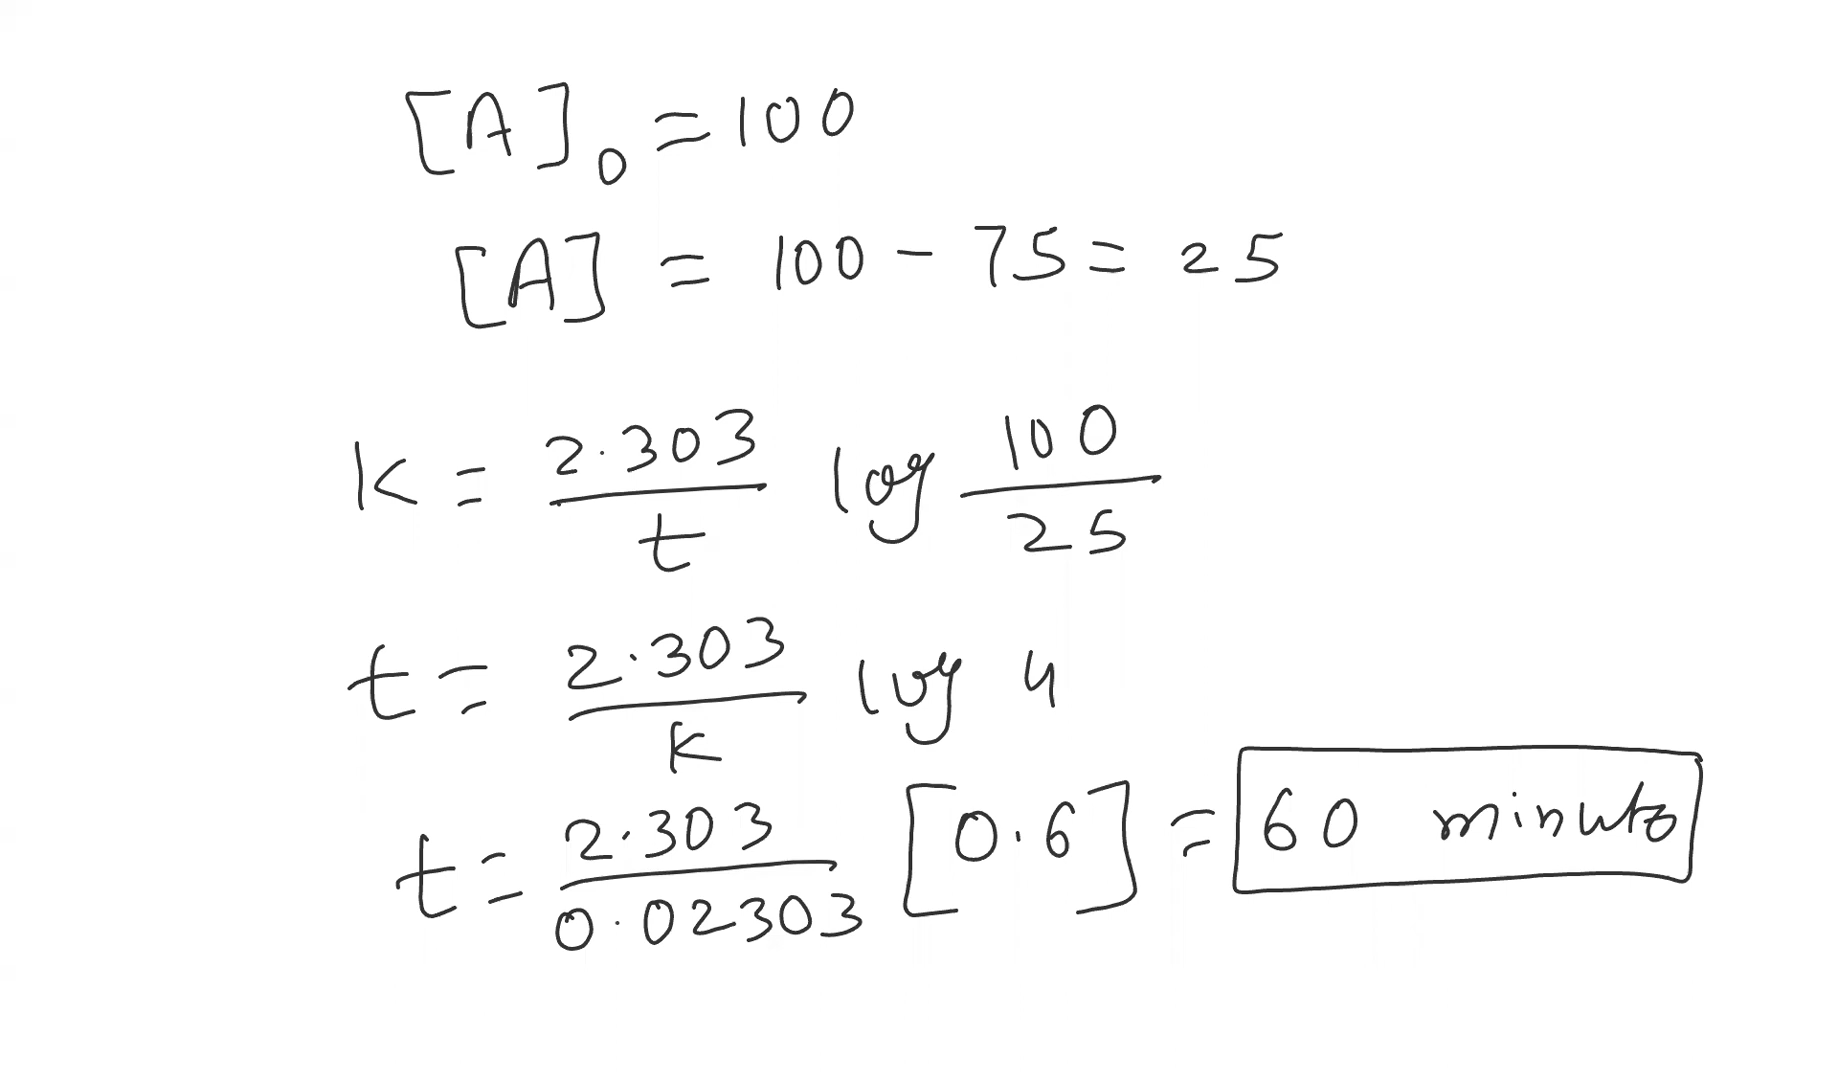 [A]₀ = 100
[A] = 100 - 75 = 25
k = 2.303/t log 100/25
t = 2.303/k log 4
t = 2.303/0.02303 [0.6] = 60 minutes